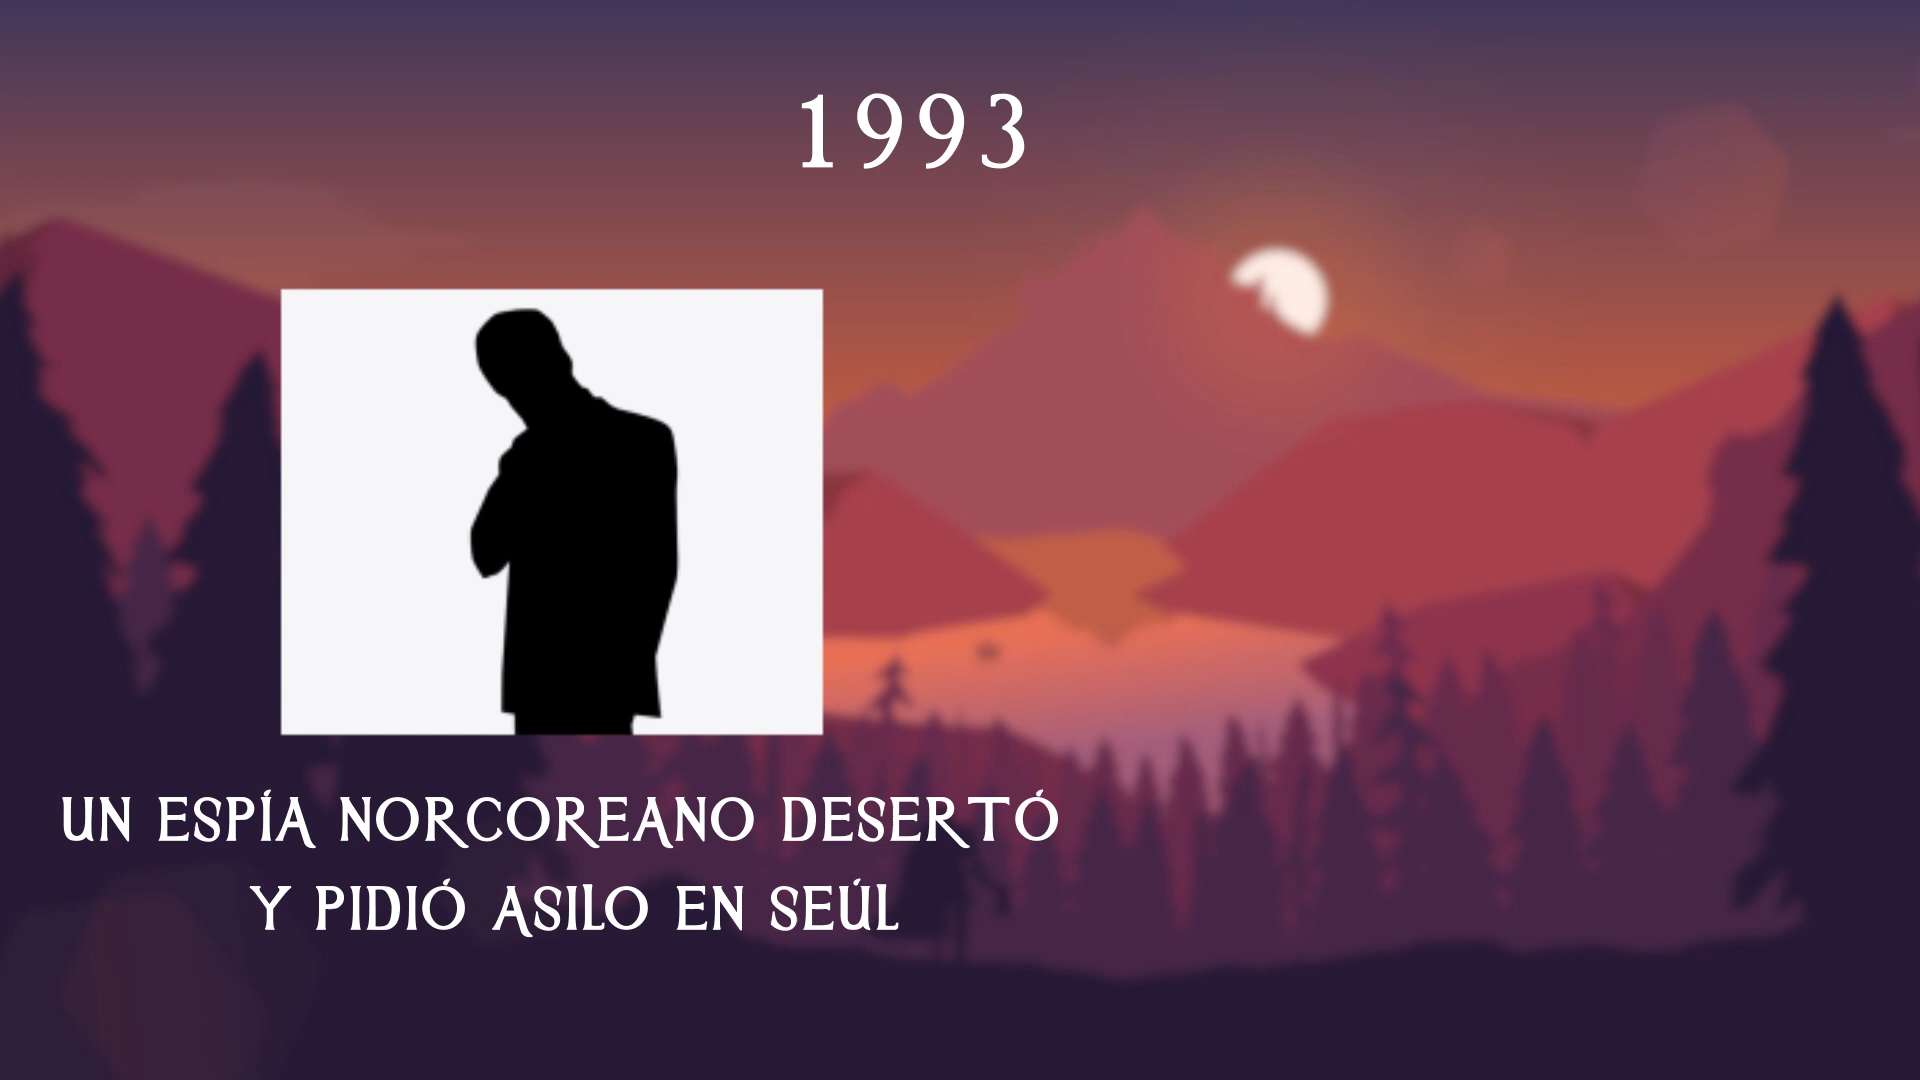 1993
UN ESPÍA NORCOREANO DESERTÓ
Y PIDIÓ ASILO EN SEÚL